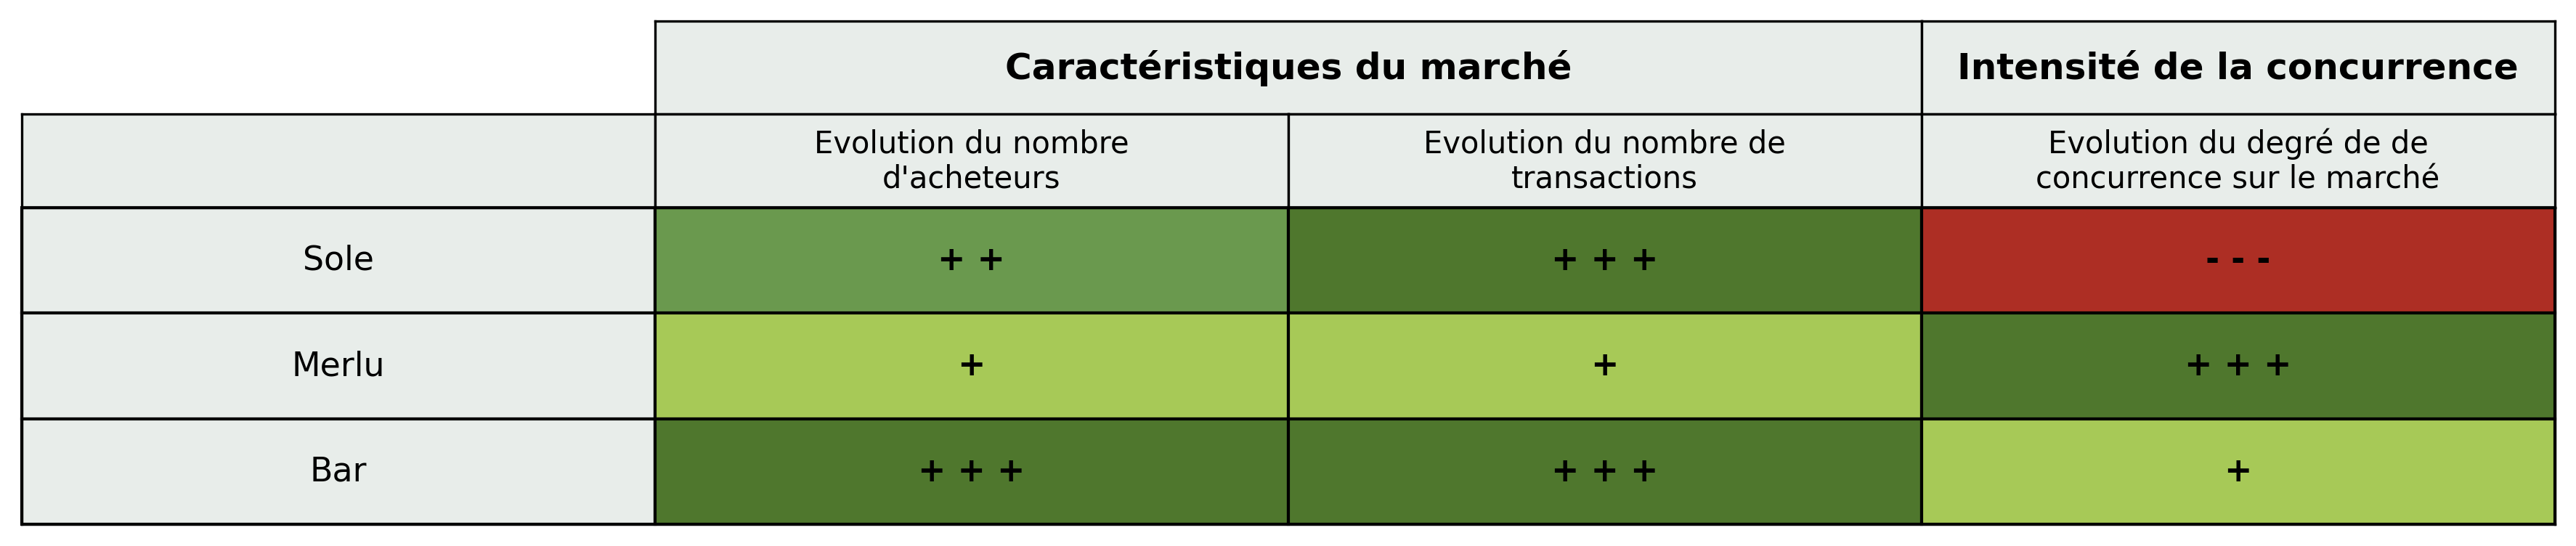 Caractéristiques du marché
Intensité de la concurrence
Evolution du nombre
d'acheteurs
Evolution du nombre de
transactions
Evolution du degré de de
concurrence sur le marché
Sole
+ +
+ + +
- - -
Merlu
+
+
+ + +
Bar
+ + +
+ + +
+